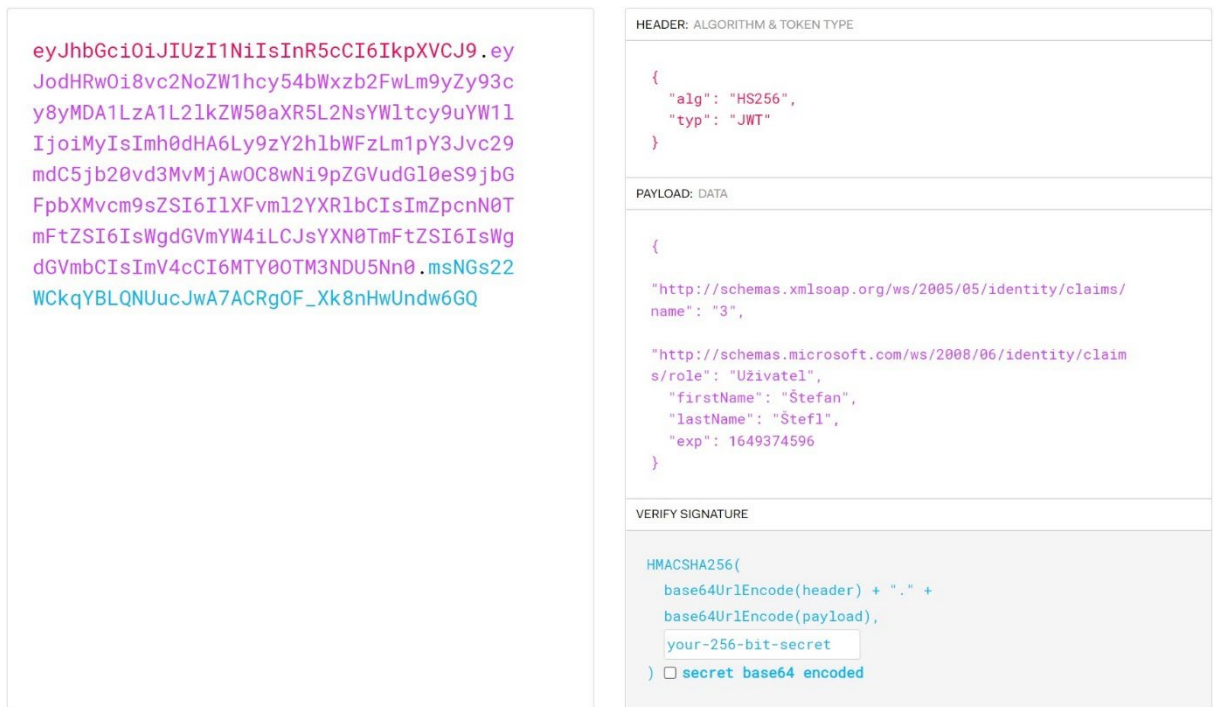 eyJhbGciOiJIUzI1NiIsInR5cCI6IkpXVCJ9.ey
JodHRwOi8vc2NoZW1hcy54bWxzb2FwLm9yZy93c
y8yMDA1LzA1L2lkZW50aXR5L2NsYWltcy9uYW1l
IjoiMyIsImh0dHA6Ly9zY2hlbWFzLm1pY3Jvc29
mdC5jb20vd3MvMjAwOC8wNi9pZGVudGl0eS9jbG
FpbXMvcm9sZSI6IlXFvml2YXRlbCIsImZpcnN0T
mFtZSI6IsWgdGVmYW4iLCJsYXN0TmFtZSI6IsWg
dGVmbCIsImV4cCI6MTY0OTM3NDU5Nn0.msNGs22
WCkqYBLQNUucJwA7ACRgOF_Xk8nHwUndw6GQ
HEADER: ALGORITHM & TOKEN TYPE
{
"alg": "HS256",
"typ": "JWT"
}
PAYLOAD: DATA
{
"http://schemas.xmlsoap.org/ws/2005/05/identity/claims/
name": "3",
"http://schemas.microsoft.com/ws/2008/06/identity/claim
s/role": "Uživatel",
"firstName": "Štefan",
"lastName": "Štefl",
"exp": 1649374596
}
VERIFY SIGNATURE
HMACSHA256(
base64UrlEncode(header) + "." +
base64UrlEncode(payload),
your-256-bit-secret
) secret base64 encoded